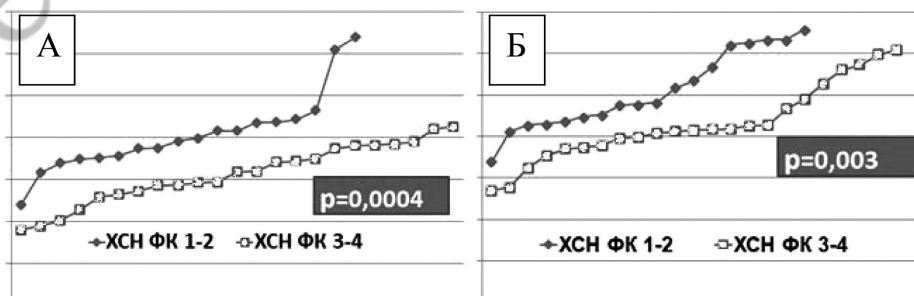 А
Б
p=0,0004
p=0,003
ХСН ФК 1-2 ХСН ФК 3-4
ХСН ФК 1-2 ХСН ФК 3-4